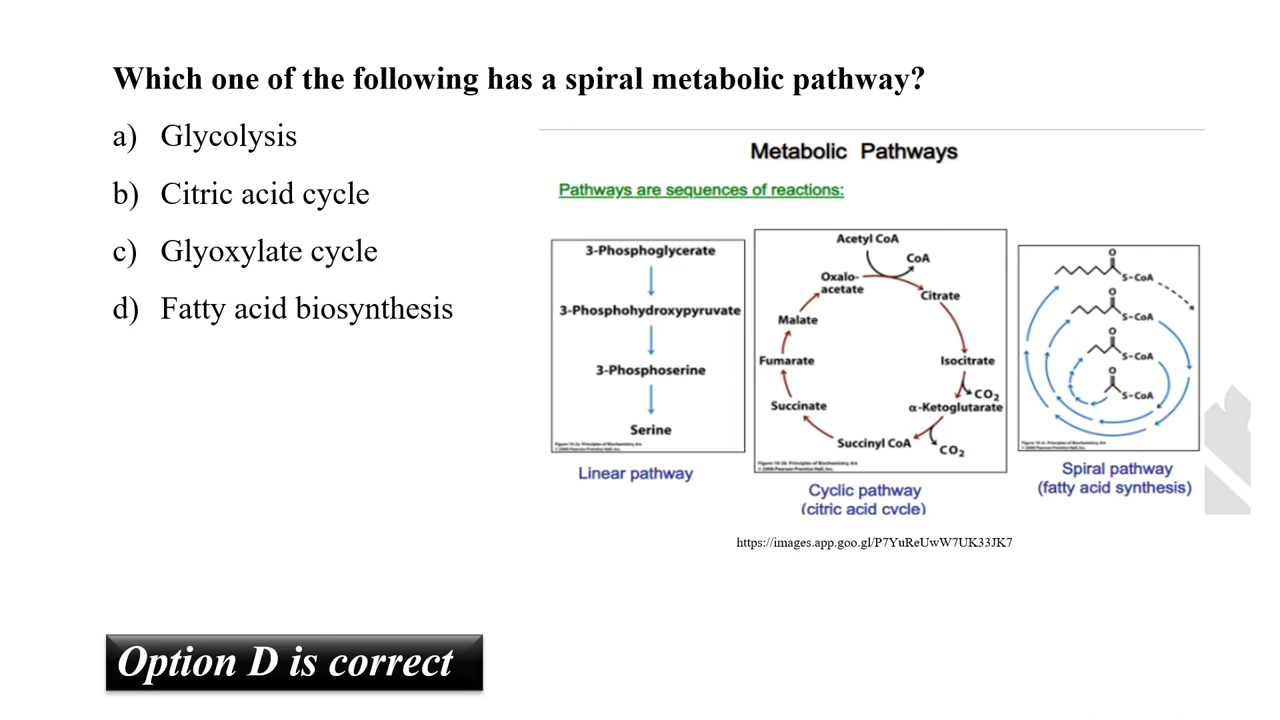 Which one of the following has a spiral metabolic pathway?
a) Glycolysis
b) Citric acid cycle
c) Glyoxylate cycle
d) Fatty acid biosynthesis
Metabolic Pathways
Pathways are sequences of reactions:
3-Phosphoglycerate
3-Phosphohydroxypyruvate
3-Phosphoserine
Serine
Linear pathway
Acetyl CoA
CoA
Oxalo-
acetate
Citrate
Malate
Fumarate
Isocitrate
CO2
Succinate
α-Ketoglutarate
Succinyl CoA
CO2
Cyclic pathway
(citric acid cycle)
O
S-CoA
O
S-CoA
O
S-CoA
O
S-CoA
Spiral pathway
(fatty acid synthesis)
https://images.app.goo.gl/P7YuReUwW7UK33JK7
Option D is correct